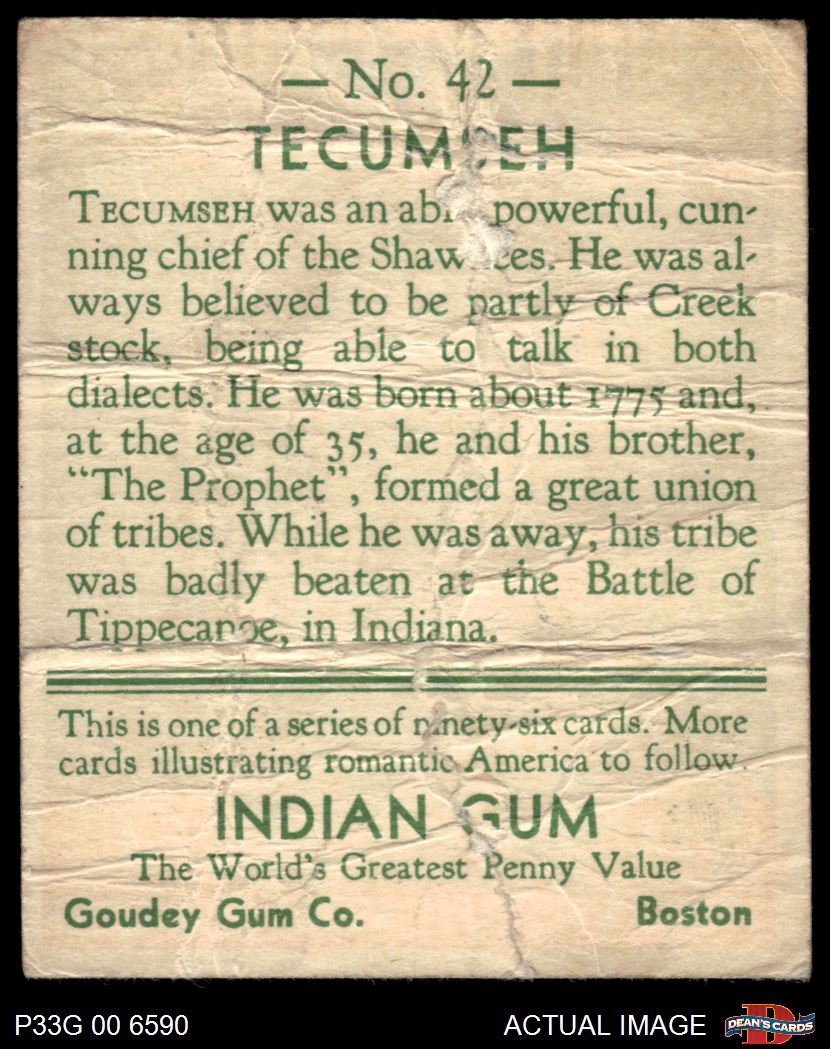 — No. 42 —
TECUMSEH
TECUMSEH was an able, powerful, cun-
ning chief of the Shawnees. He was al-
ways believed to be partly of Creek
stock, being able to talk in both
dialects. He was born about 1775 and,
at the age of 35, he and his brother,
"The Prophet", formed a great union
of tribes. While he was away, his tribe
was badly beaten at the Battle of
Tippecanoe, in Indiana.
This is one of a series of ninety-six cards. More
cards illustrating romantic America to follow.
INDIAN GUM
The World's Greatest Penny Value
Goudey Gum Co. Boston
P33G 00 6590 ACTUAL IMAGE D DEAN'S CARDS